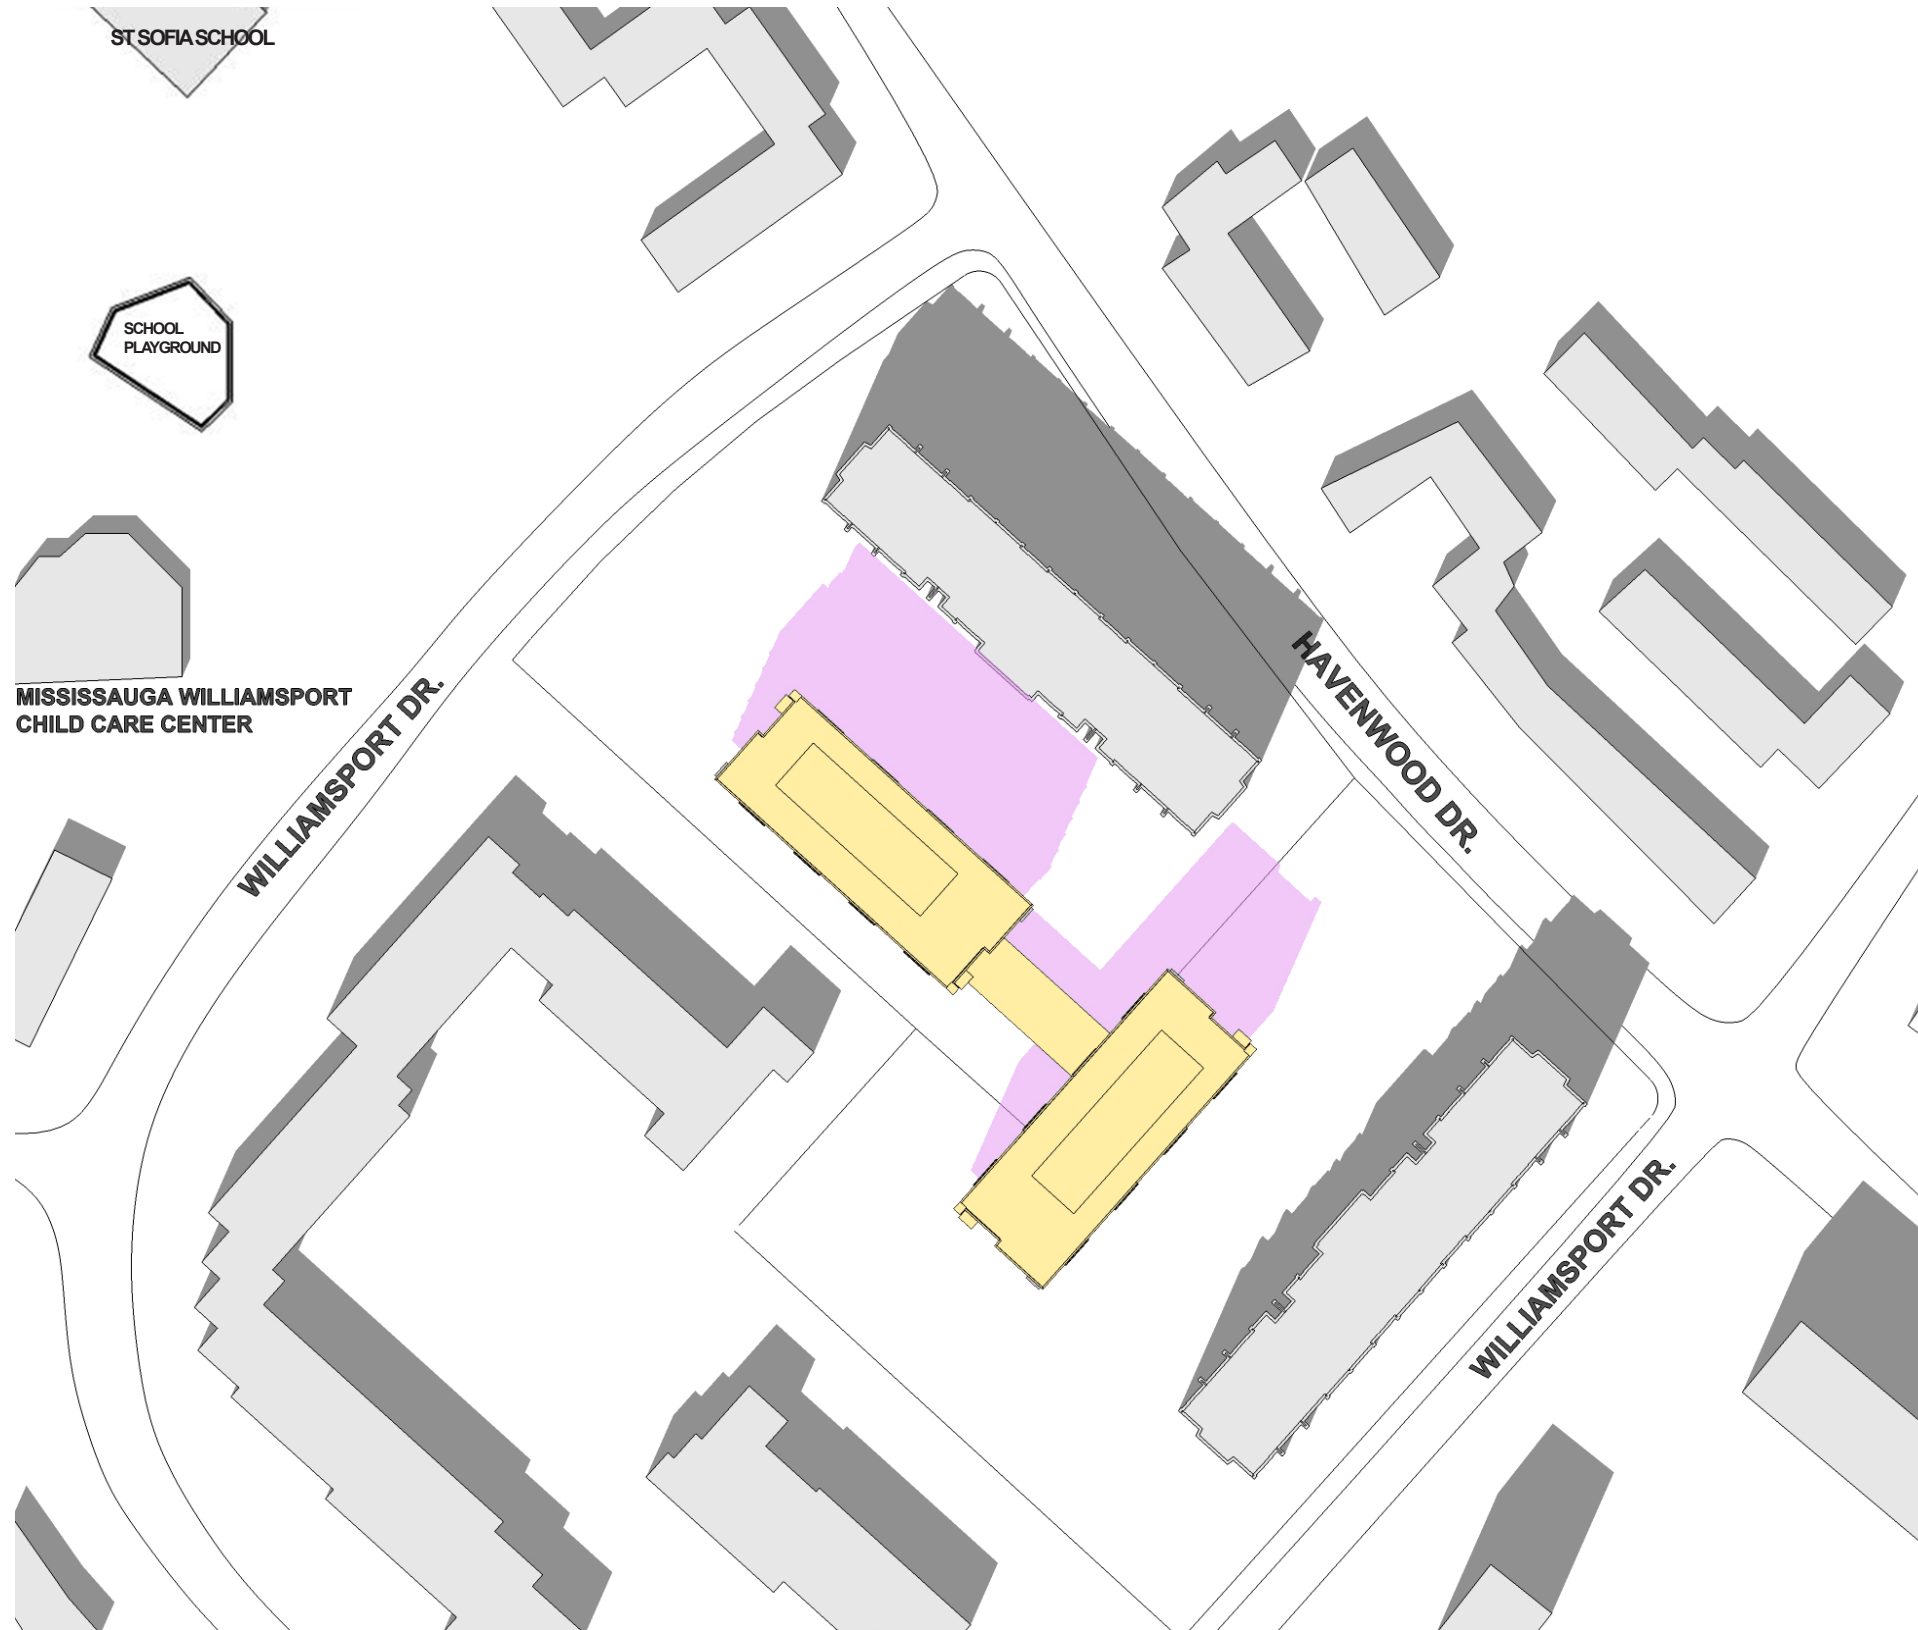 ST SOFIA SCHOOL
SCHOOL
PLAYGROUND
MISSISSAUGA WILLIAMSPORT
CHILD CARE CENTER
WILLIAMSPORT DR.
HAVENWOOD DR.
WILLIAMSPORT DR.